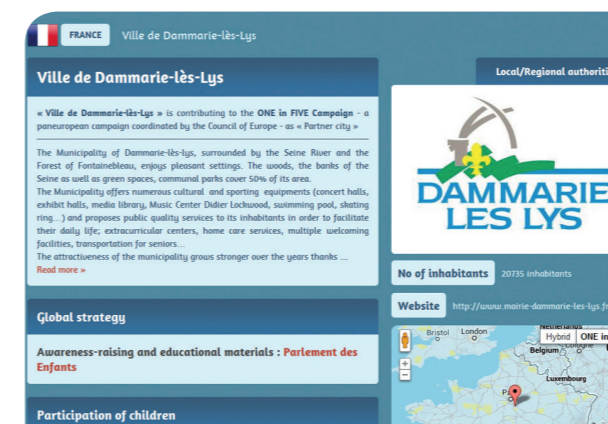 FRANCE Ville de Dammarie-lès-Lys
Ville de Dammarie-lès-Lys
« Ville de Dammarie-lès-Lys » is contributing to the ONE in FIVE Campaign - a
paneuropean campaign coordinated by the Council of Europe - as « Partner city »
The Municipality of Dammarie-lès-lys, surrounded by the Seine River and the
Forest of Fontainebleau, enjoys pleasant settings. The woods, the banks of the
Seine as well as green spaces, communal parks cover 50% of its area.
The Municipality offers numerous cultural and sporting equipments (concert halls,
exhibit halls, media library, Music Center Didier Lockwood, swimming pool, skating
ring...) and proposes public quality services to its inhabitants in order to facilitate
their daily life; extracurricular centers, home care services, multiple welcoming
facilities, transportation for seniors...
The attractiveness of the municipality grows stronger over the years thanks ....
Read more »
Global strategy
Awareness-raising and educational materials : Parlement des
Enfants
Participation of children
Local/Regional authoriti
DAMMARIE
LES LYS
No of inhabitants 20735 inhabitants
Website http://www.mairie-dammarie-les-lys.fr
Bristol London Netherlands
Hybrid ONE in
Belgium Cologne
Luxembourg